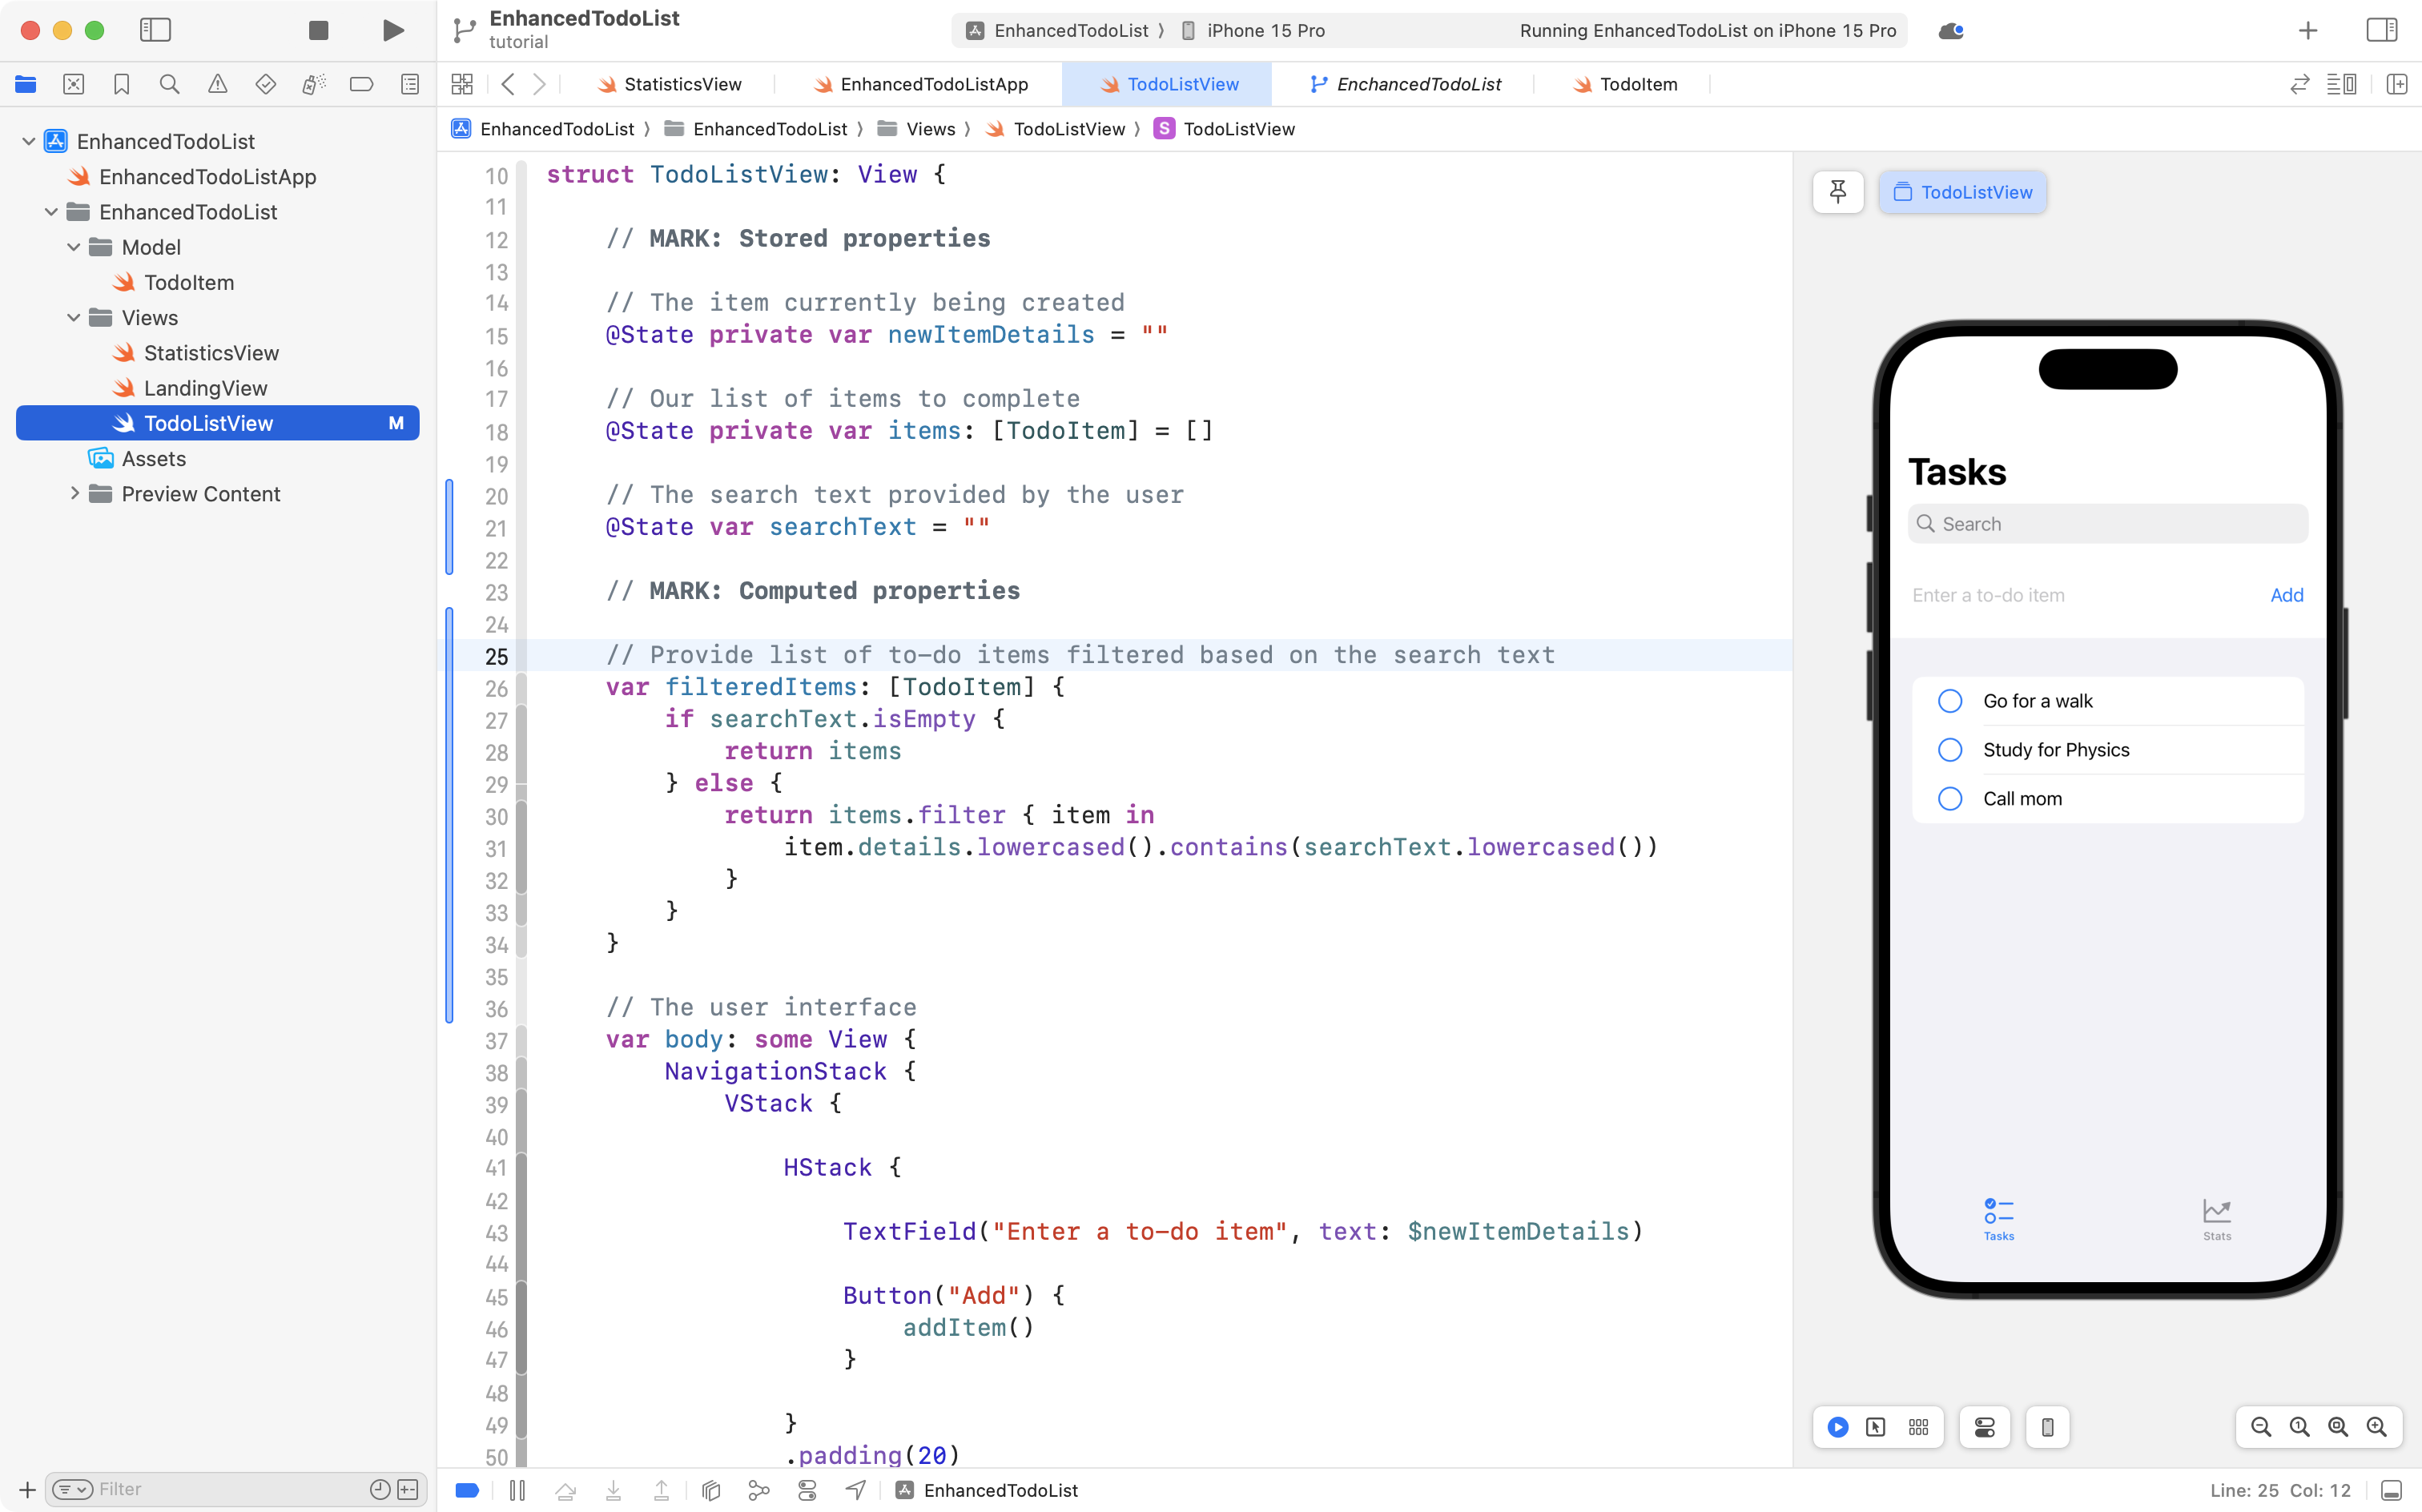 EnhancedTodoList
tutorial
EnhancedTodoList 〉 iPhone 15 Pro
Running EnhancedTodoList on iPhone 15 Pro
StatisticsView
EnhancedTodoListApp
TodoListView
EnchancedTodoList
TodoItem
EnhancedTodoList 〉 EnhancedTodoList 〉 Views 〉 TodoListView 〉 S TodoListView
EnhancedTodoList
EnhancedTodoListApp
EnhancedTodoList
Model
TodoItem
Views
StatisticsView
LandingView
TodoListView M
Assets
Preview Content
Filter
10 struct TodoListView: View {
11
12 // MARK: Stored properties
13
14 // The item currently being created
15 @State private var newItemDetails = ""
16
17 // Our list of items to complete
18 @State private var items: [TodoItem] = []
19
20 // The search text provided by the user
21 @State var searchText = ""
22
23 // MARK: Computed properties
24
25 // Provide list of to-do items filtered based on the search text
26 var filteredItems: [TodoItem] {
27 if searchText.isEmpty {
28 return items
29 } else {
30 return items.filter { item in
31 item.details.lowercased().contains(searchText.lowercased())
32 }
33 }
34 }
35
36 // The user interface
37 var body: some View {
38 NavigationStack {
39 VStack {
40
41 HStack {
42
43 TextField("Enter a to-do item", text: $newItemDetails)
44
45 Button("Add") {
46 addItem()
47 }
48
49 }
50 .padding(20)
TodoListView
Tasks
Search
Enter a to-do item Add
Go for a walk
Study for Physics
Call mom
Tasks
Stats
EnhancedTodoList
Line: 25 Col: 12